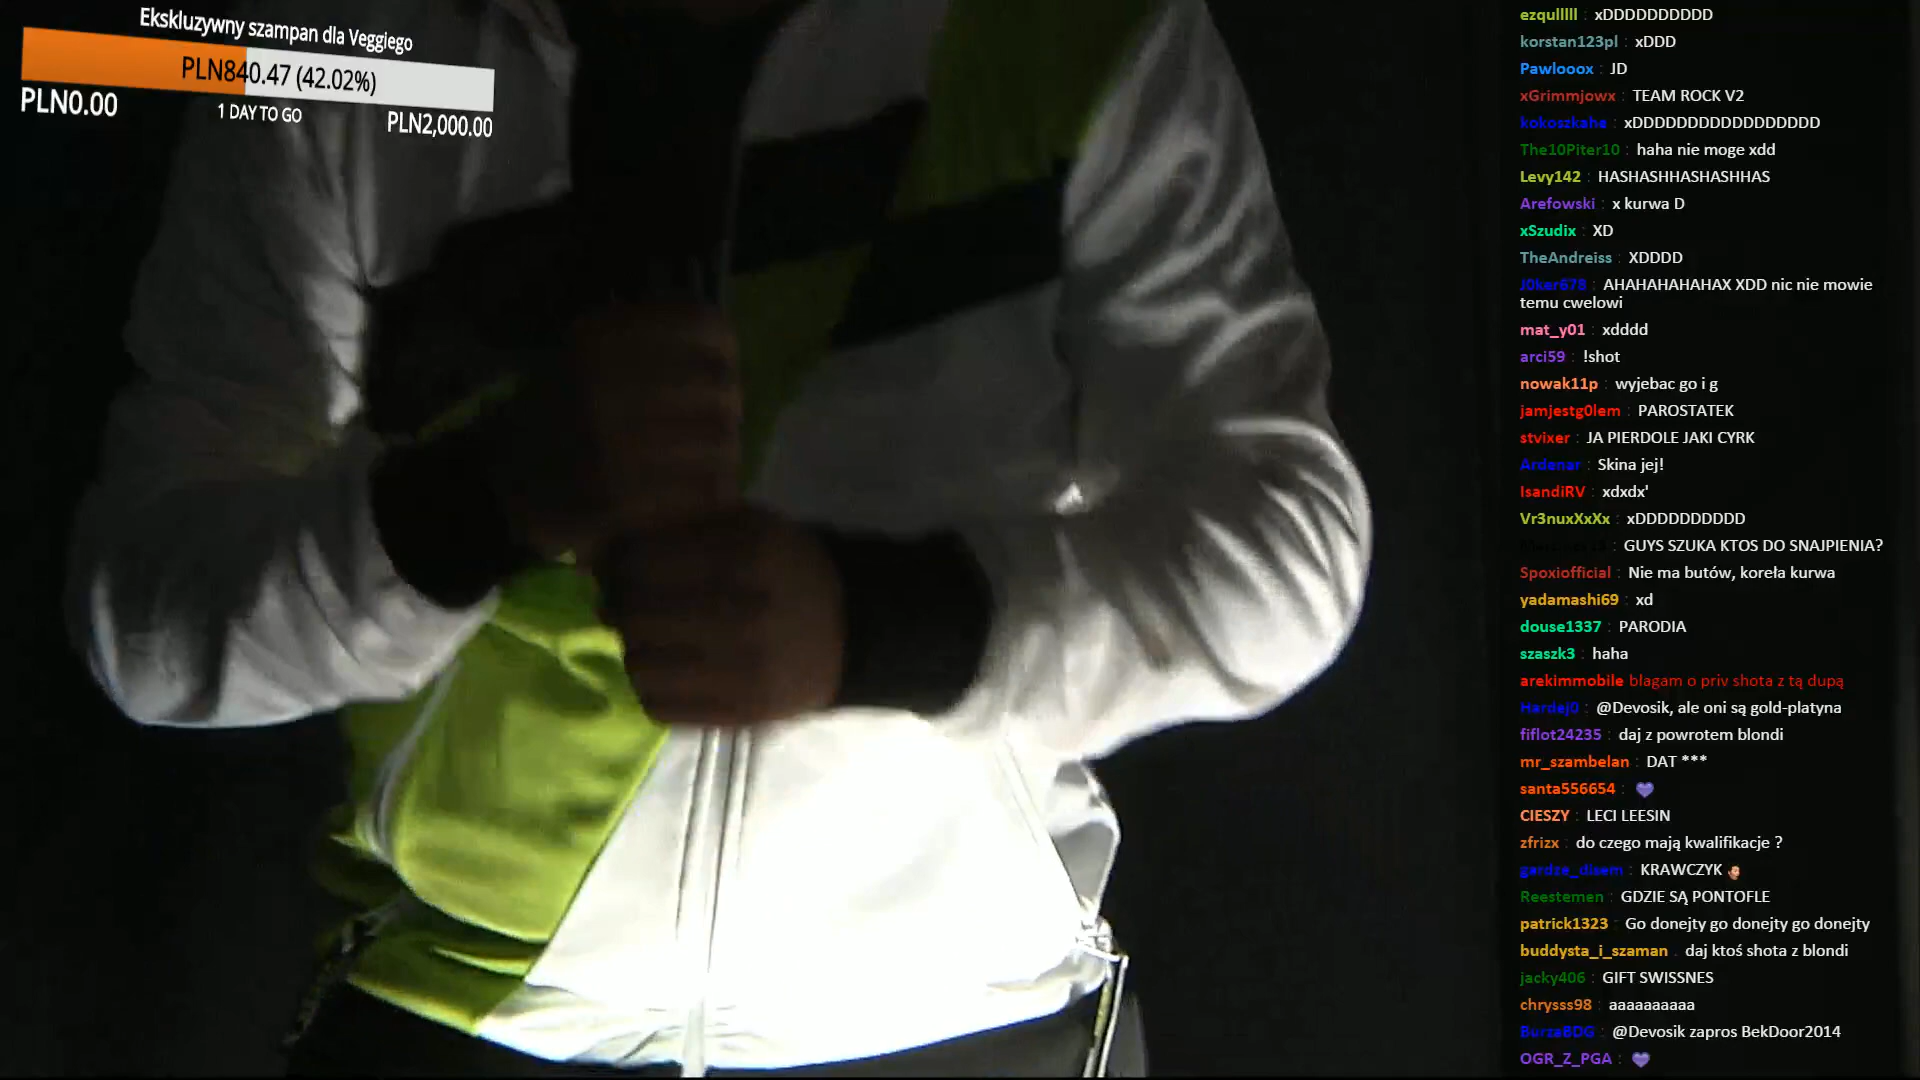 Ekskluzywny szampan dla Veggiego
PLN840.47 (42.02%)
PLN0.00
1 DAY TO GO
PLN2,000.00
ezqulllll : xDDDDDDDDDD
korstan123pl : xDDD
Pawlooox : JD
xGrimmjowx : TEAM ROCK V2
kokoszkahe : xDDDDDDDDDDDDDDDDD
The10Piter10 : haha nie moge xdd
Levy142 : HASHASHHASHASHHAS
Arefowski : x kurwa D
xSzudix : XD
TheAndreiss : XDDDD
J0ker678 : AHAHAHAHAHAX XDD nic nie mowie
temu cwelowi
mat_y01 : xdddd
arci59 : !shot
nowak11p : wyjebac go i g
jamjestg0lem : PAROSTATEK
stvixer : JA PIERDOLE JAKI CYRK
Ardenar : Skina jej!
IsandiRV : xdxdx'
Vr3nuxXxXx : xDDDDDDDDDD
: GUYS SZUKA KTOS DO SNAJPIENIA?
Spoxiofficial : Nie ma butów, koreła kurwa
yadamashi69 : xd
douse1337 : PARODIA
szaszk3 : haha
arekimmobile blagam o priv shota z tą dupą
Hardej0 : @Devosik, ale oni są gold-platyna
fiflot24235 : daj z powrotem blondi
mr_szambelan : DAT ***
santa556654 :
CIESZY : LECI LEESIN
zfrizx : do czego mają kwalifikacje ?
gardze_disem : KRAWCZYK
Reestemen : GDZIE SĄ PONTOFLE
patrick1323 : Go donejty go donejty go donejty
buddysta_i_szaman : daj ktoś shota z blondi
jacky406 : GIFT SWISSNES
chrysss98 : aaaaaaaaaa
BurzaBDG : @Devosik zapros BekDoor2014
OGR_Z_PGA :